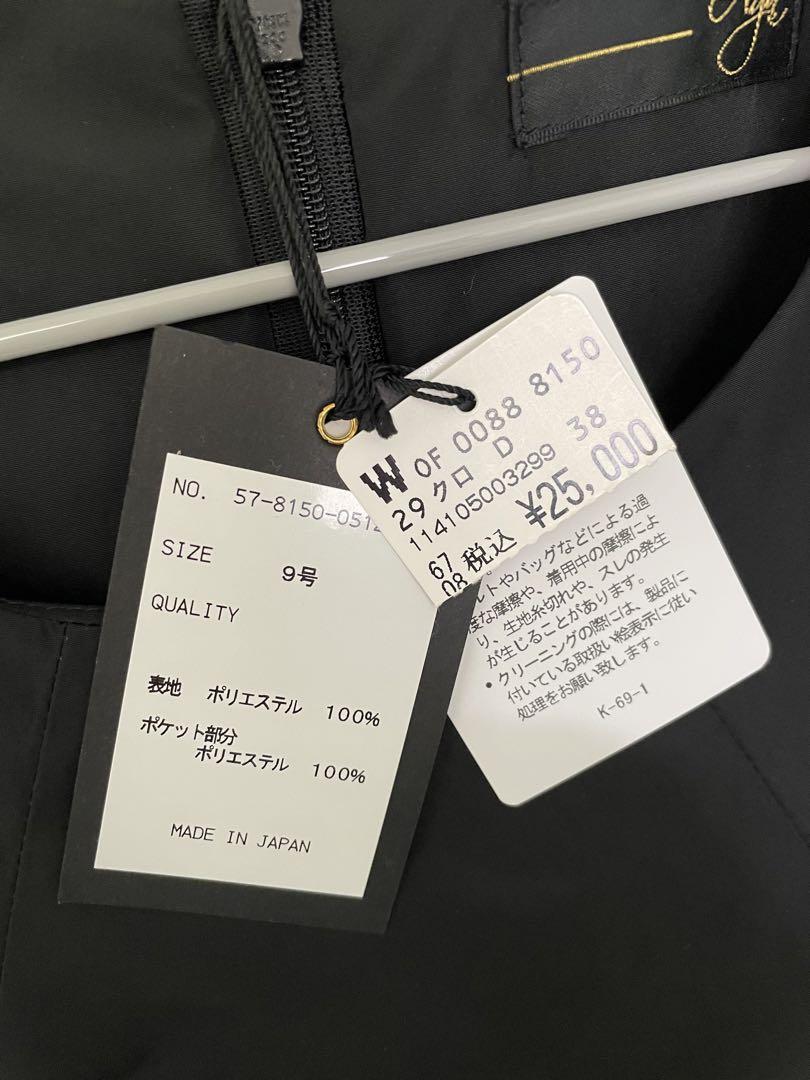 NO. 57-8150-051
SIZE 9号
QUALITY
表地 ポリエステル 100%
ポケット部分
ポリエステル 100%
MADE IN JAPAN
W OF 0088 8150
29 クロ D 38
114105003299
67 税込 ¥25,000
08
ルトやバッグなどによる過
度な摩擦や、着用中の摩擦によ
り、生地糸切れや、スレの発生
が生じることがあります。
・クリーニングの際には、製品に
付いている取扱い絵表示に従い
処理をお願い致します。
K-69-1